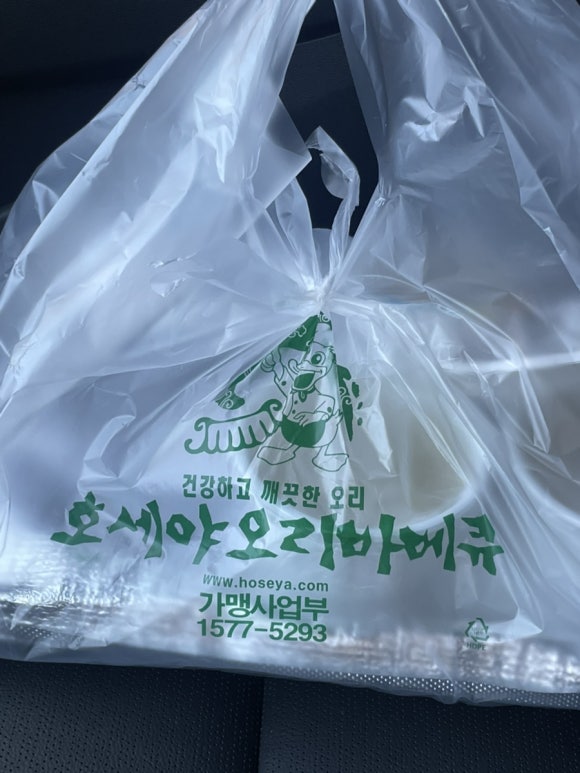 건강하고 깨끗한 오리
호세야오리바베큐
www.hoseya.com
가맹사업부
1577-5293
HDPE